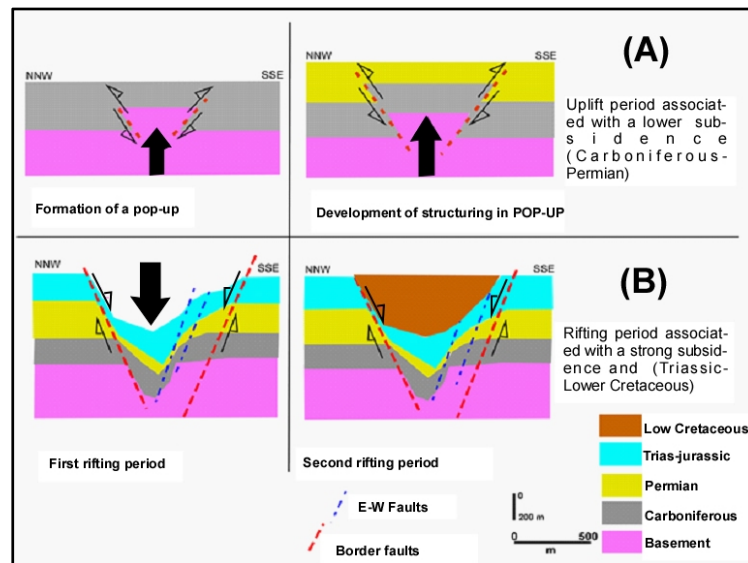 (A)
NNW
SSE
NNW
SSE
Uplift period associat-
ed with a lower sub-
s i d e n c e
(Carboniferous-
Permian)
Formation of a pop-up
Development of structuring in POP-UP
NNW
SSE
NNW
SSE
(B)
Rifting period associat-
ed with a strong subsid-
ience and (Triassic-
Lower Cretaceous)
First rifting period
Second rifting period
Low Cretaceous
Trias-jurassic
Permian
Carboniferous
Basement
E-W Faults
Border faults
0
200 m
0
500
m